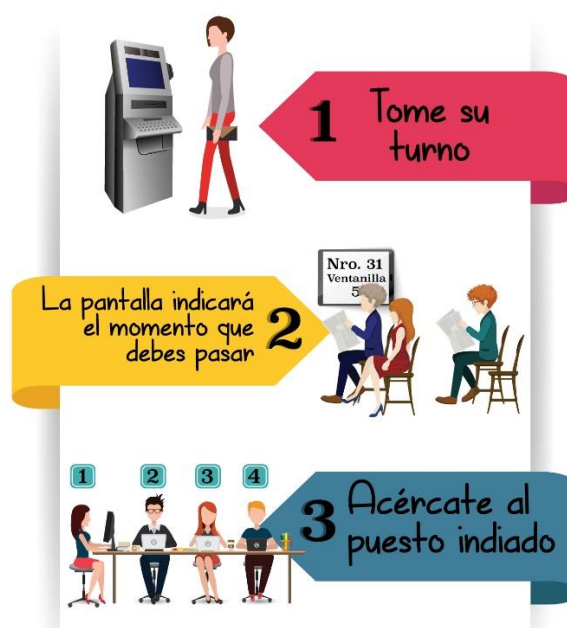 1
Tome su
turno
Nro. 31
Ventanilla
5
La pantalla indicará
el momento que
debes pasar
2
1 2 3 4
3
Acércate al
puesto indiado